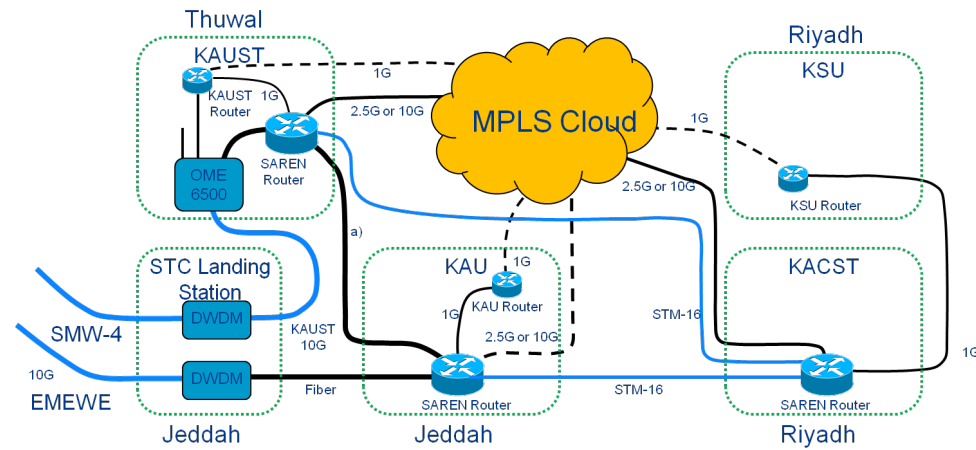 Thuwal
KAUST
KAUST
Router
1G
1G
2.5G or 10G
SAREN
Router
OME
6500
MPLS Cloud
Riyadh
KSU
1G
KSU Router
2.5G or 10G
a)
STC Landing
Station
DWDM
SMW-4
DWDM
10G
EMEWE
Fiber
Jeddah
KAUST
10G
KAU
1G
KAU Router
1G
2.5G or 10G
SAREN Router
Jeddah
STM-16
STM-16
KACST
1G
SAREN Router
Riyadh